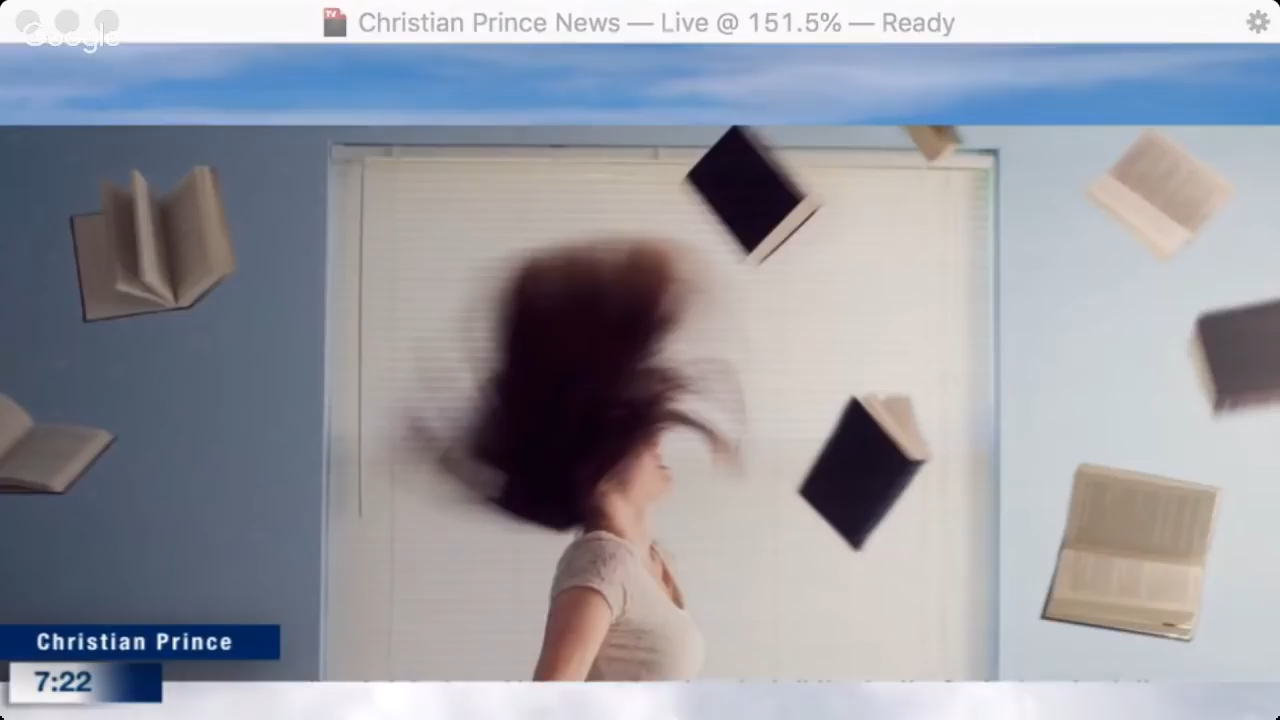 Christian Prince News — Live @ 151.5% — Ready
Google
Christian Prince
7:22